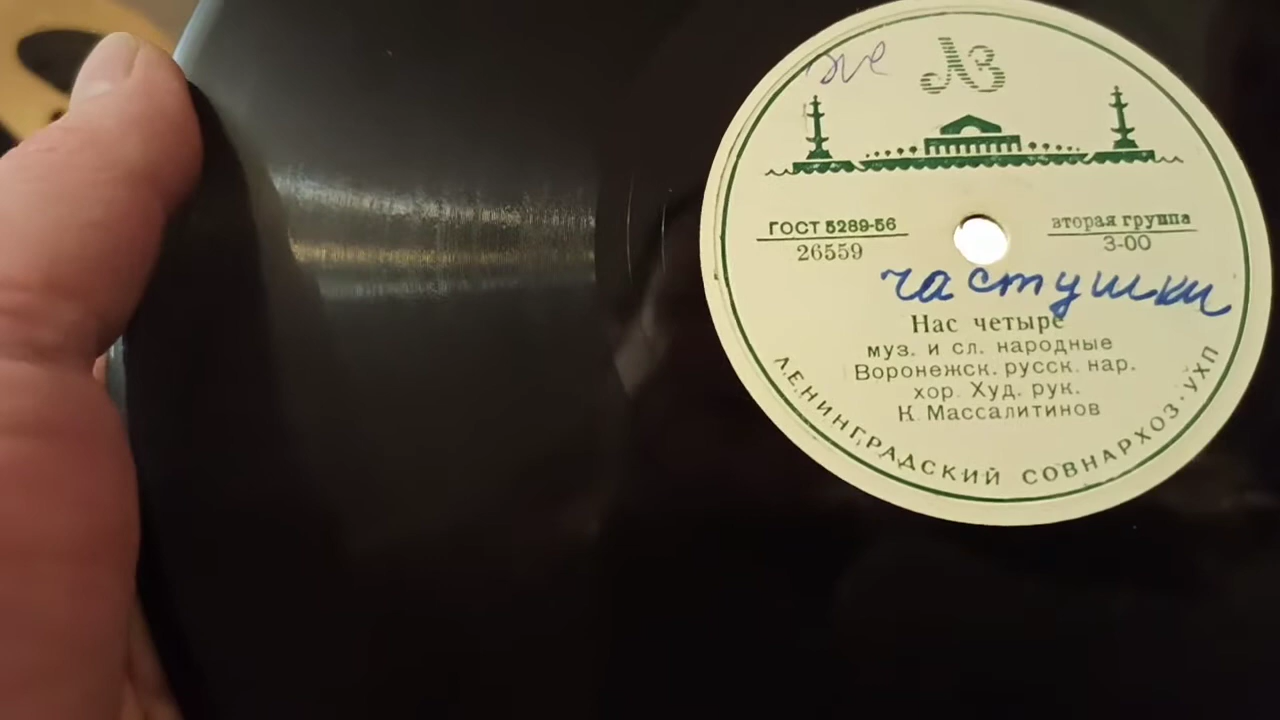 же
ЛЗ
ГОСТ 5289-56
26559
вторая группа
3-00
частушки
Нас четыре
муз. и сл. народные
Воронежск. русск. нар.
хор. Худ. рук.
К. Массалитинов
ЛЕНИНГРАДСКИЙ СОВНАРХОЗ·УХП